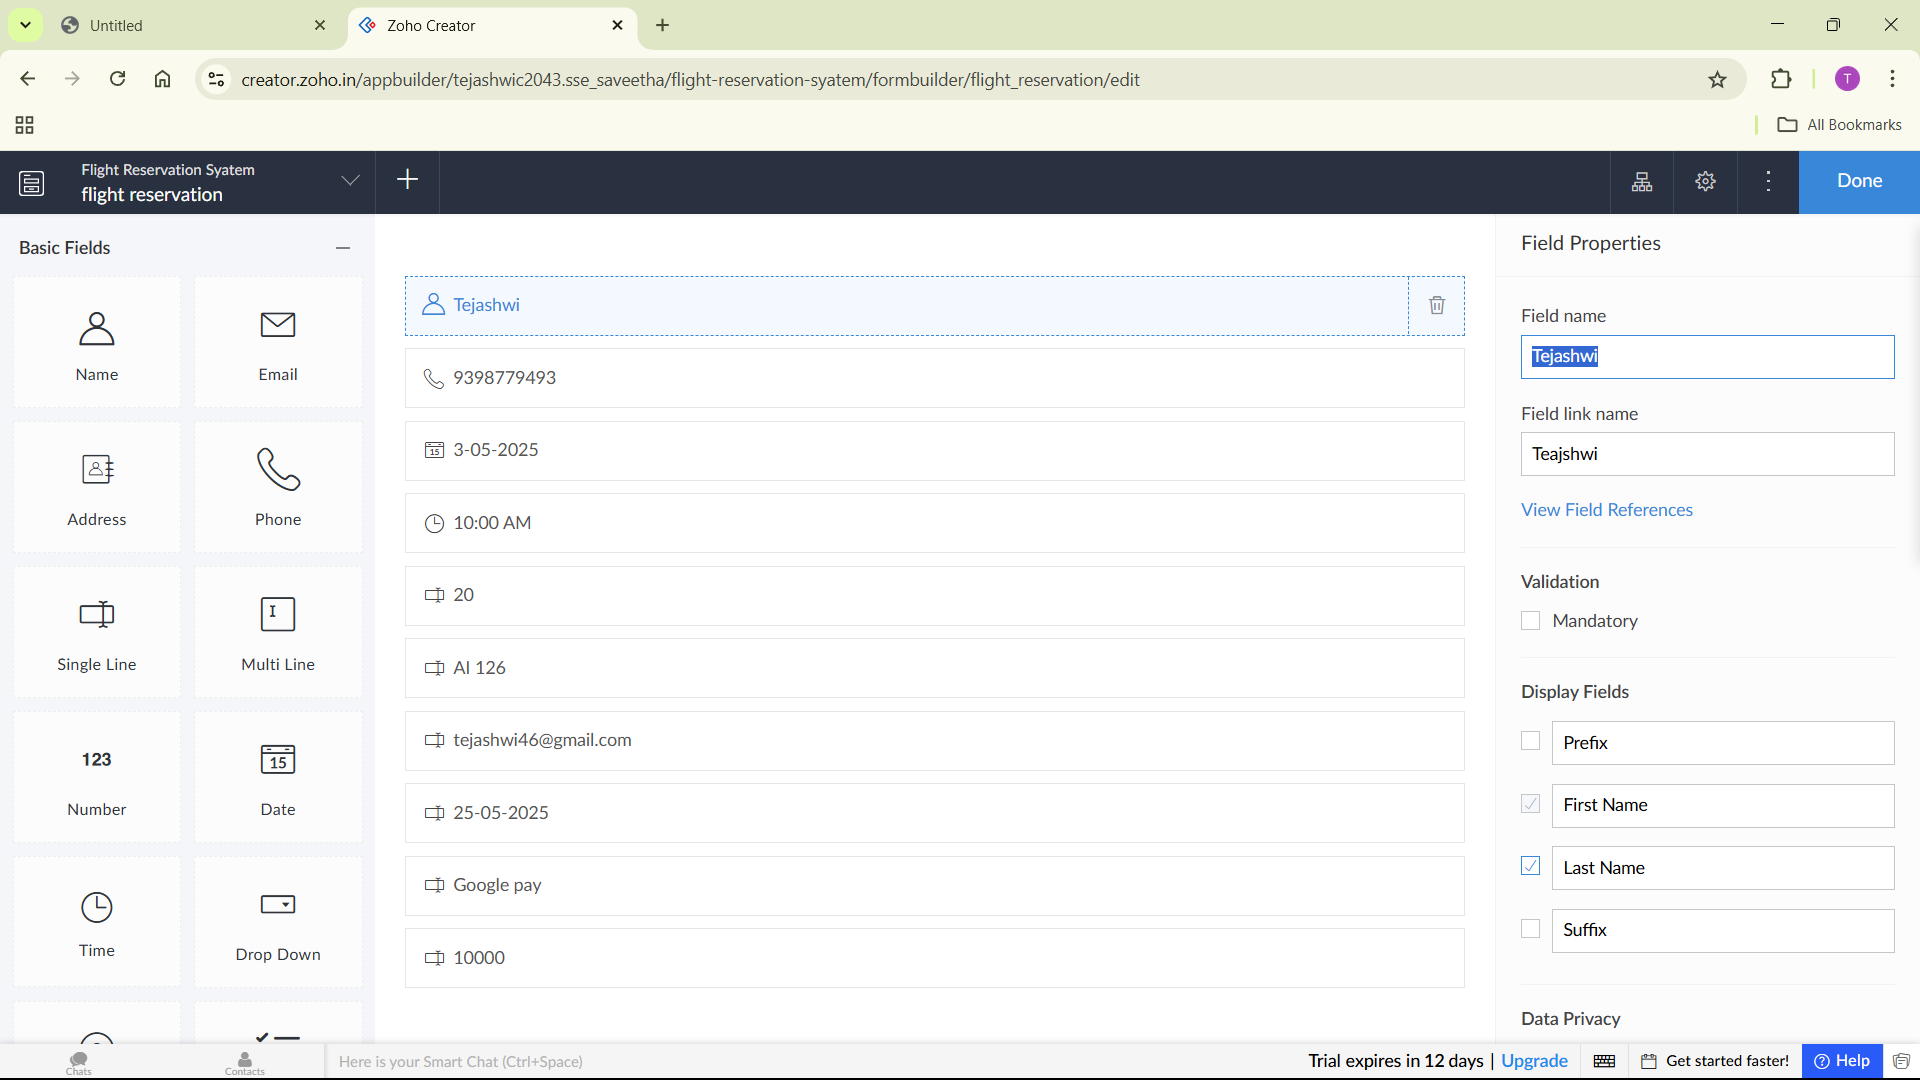 Untitled
Zoho Creator
creator.zoho.in/appbuilder/tejashwic2043.sse_saveetha/flight-reservation-syatem/formbuilder/flight_reservation/edit
T
All Bookmarks
Flight Reservation Syatem
flight reservation
Done
Basic Fields
Name
Email
Address
Phone
Single Line
Multi Line
123
Number
15
Date
Time
Drop Down
Tejashwi
9398779493
15 3-05-2025
10:00 AM
20
AI 126
tejashwi46@gmail.com
25-05-2025
Google pay
10000
Field Properties
Field name
Tejashwi
Field link name
Teajshwi
View Field References
Validation
Mandatory
Display Fields
Prefix
First Name
Last Name
Suffix
Data Privacy
Chats
Contacts
Here is your Smart Chat (Ctrl+Space)
Trial expires in 12 days | Upgrade
Get started faster!
Help